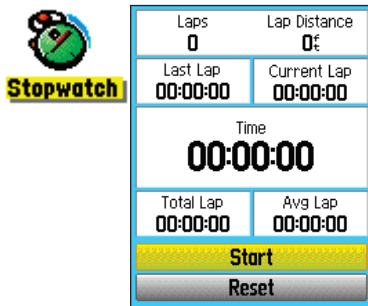 Stopwatch
Laps Lap Distance
0 0ft
Last Lap Current Lap
00:00:00 00:00:00
Time
00:00:00
Total Lap Avg Lap
00:00:00 00:00:00
Start
Reset